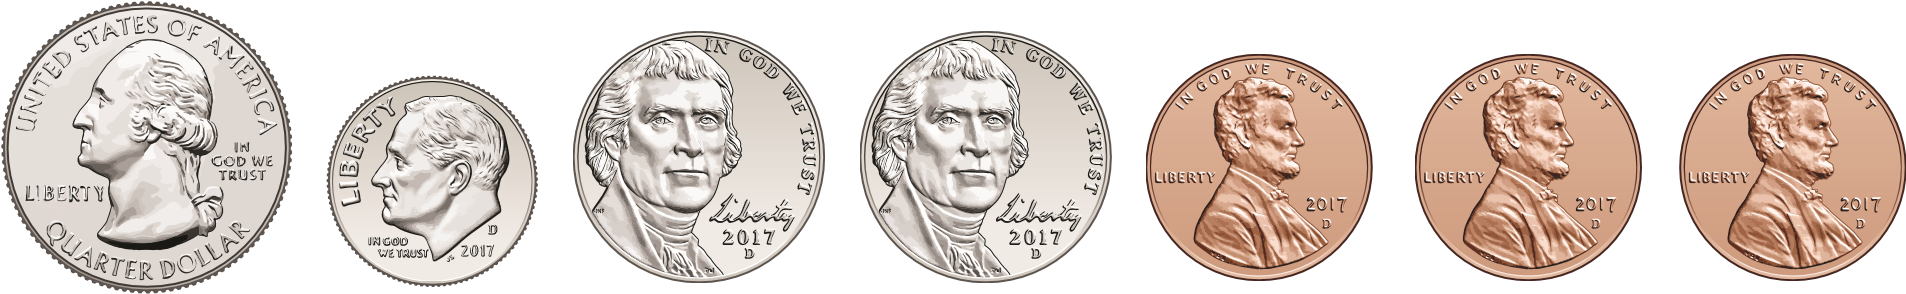 UNITED STATES OF AMERICA
IN
GOD WE
TRUST
LIBERTY
QUARTER DOLLAR
LIBERTY
IN GOD
WE TRUST
D
2017
IN GOD WE TRUST
Liberty
2017
D
IN GOD WE TRUST
Liberty
2017
D
IN GOD WE TRUST
LIBERTY
2017
D
IN GOD WE TRUST
LIBERTY
2017
D
IN GOD WE TRUST
LIBERTY
2017
D